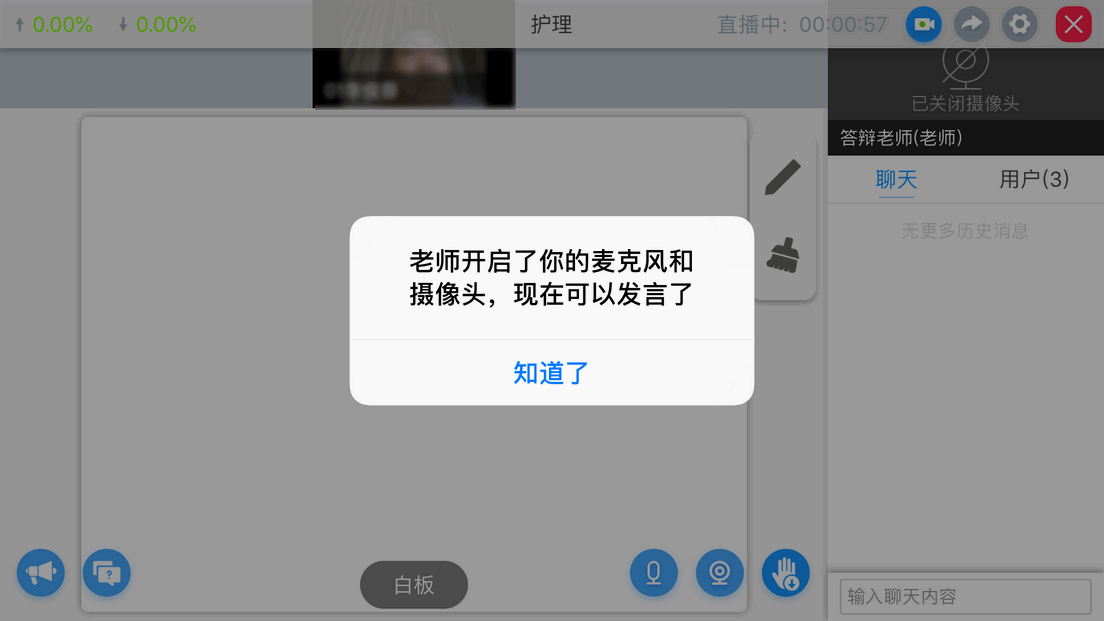 0.00% 0.00% 护理 直播中: 00:00:57
已关闭摄像头
答辩老师(老师)
聊天 用户(3)
无更多历史消息
老师开启了你的麦克风和
摄像头，现在可以发言了
知道了
白板
输入聊天内容